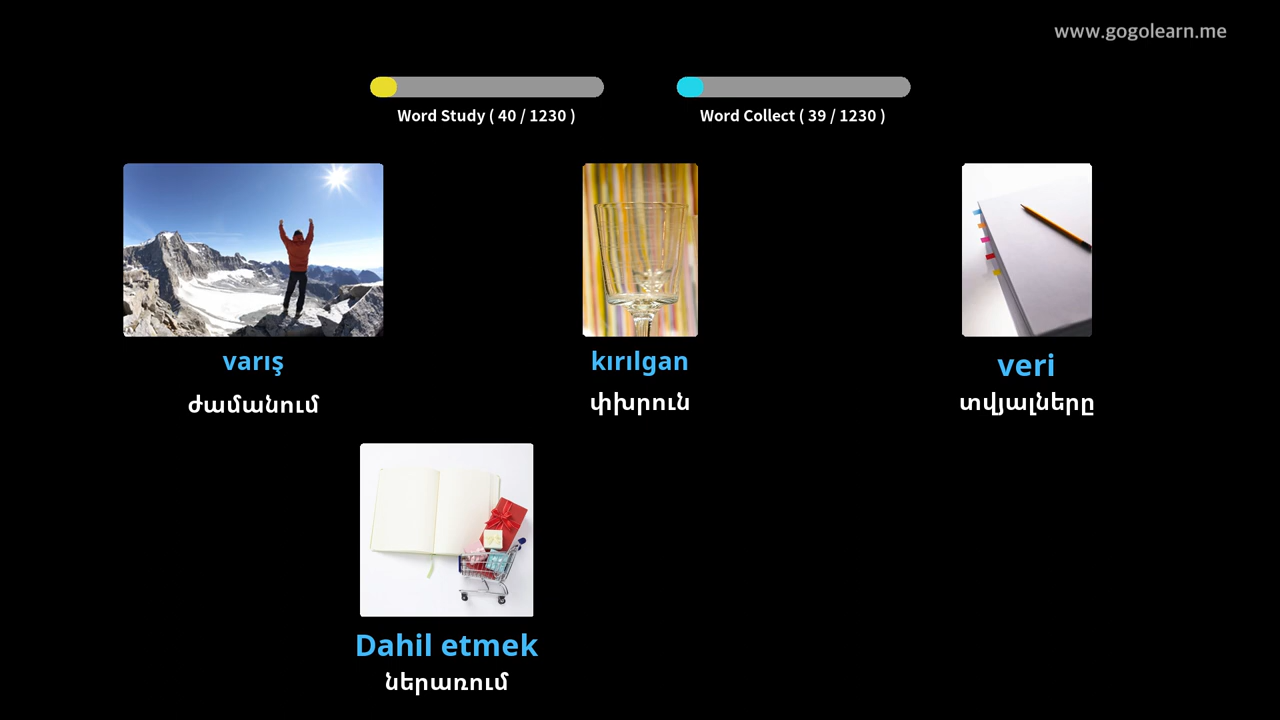 www.gogolearn.me
Word Study ( 40 / 1230 )
Word Collect ( 39 / 1230 )
varış
ժամանում
kırılgan
փխրուն
veri
տվյալները
Dahil etmek
ներառում